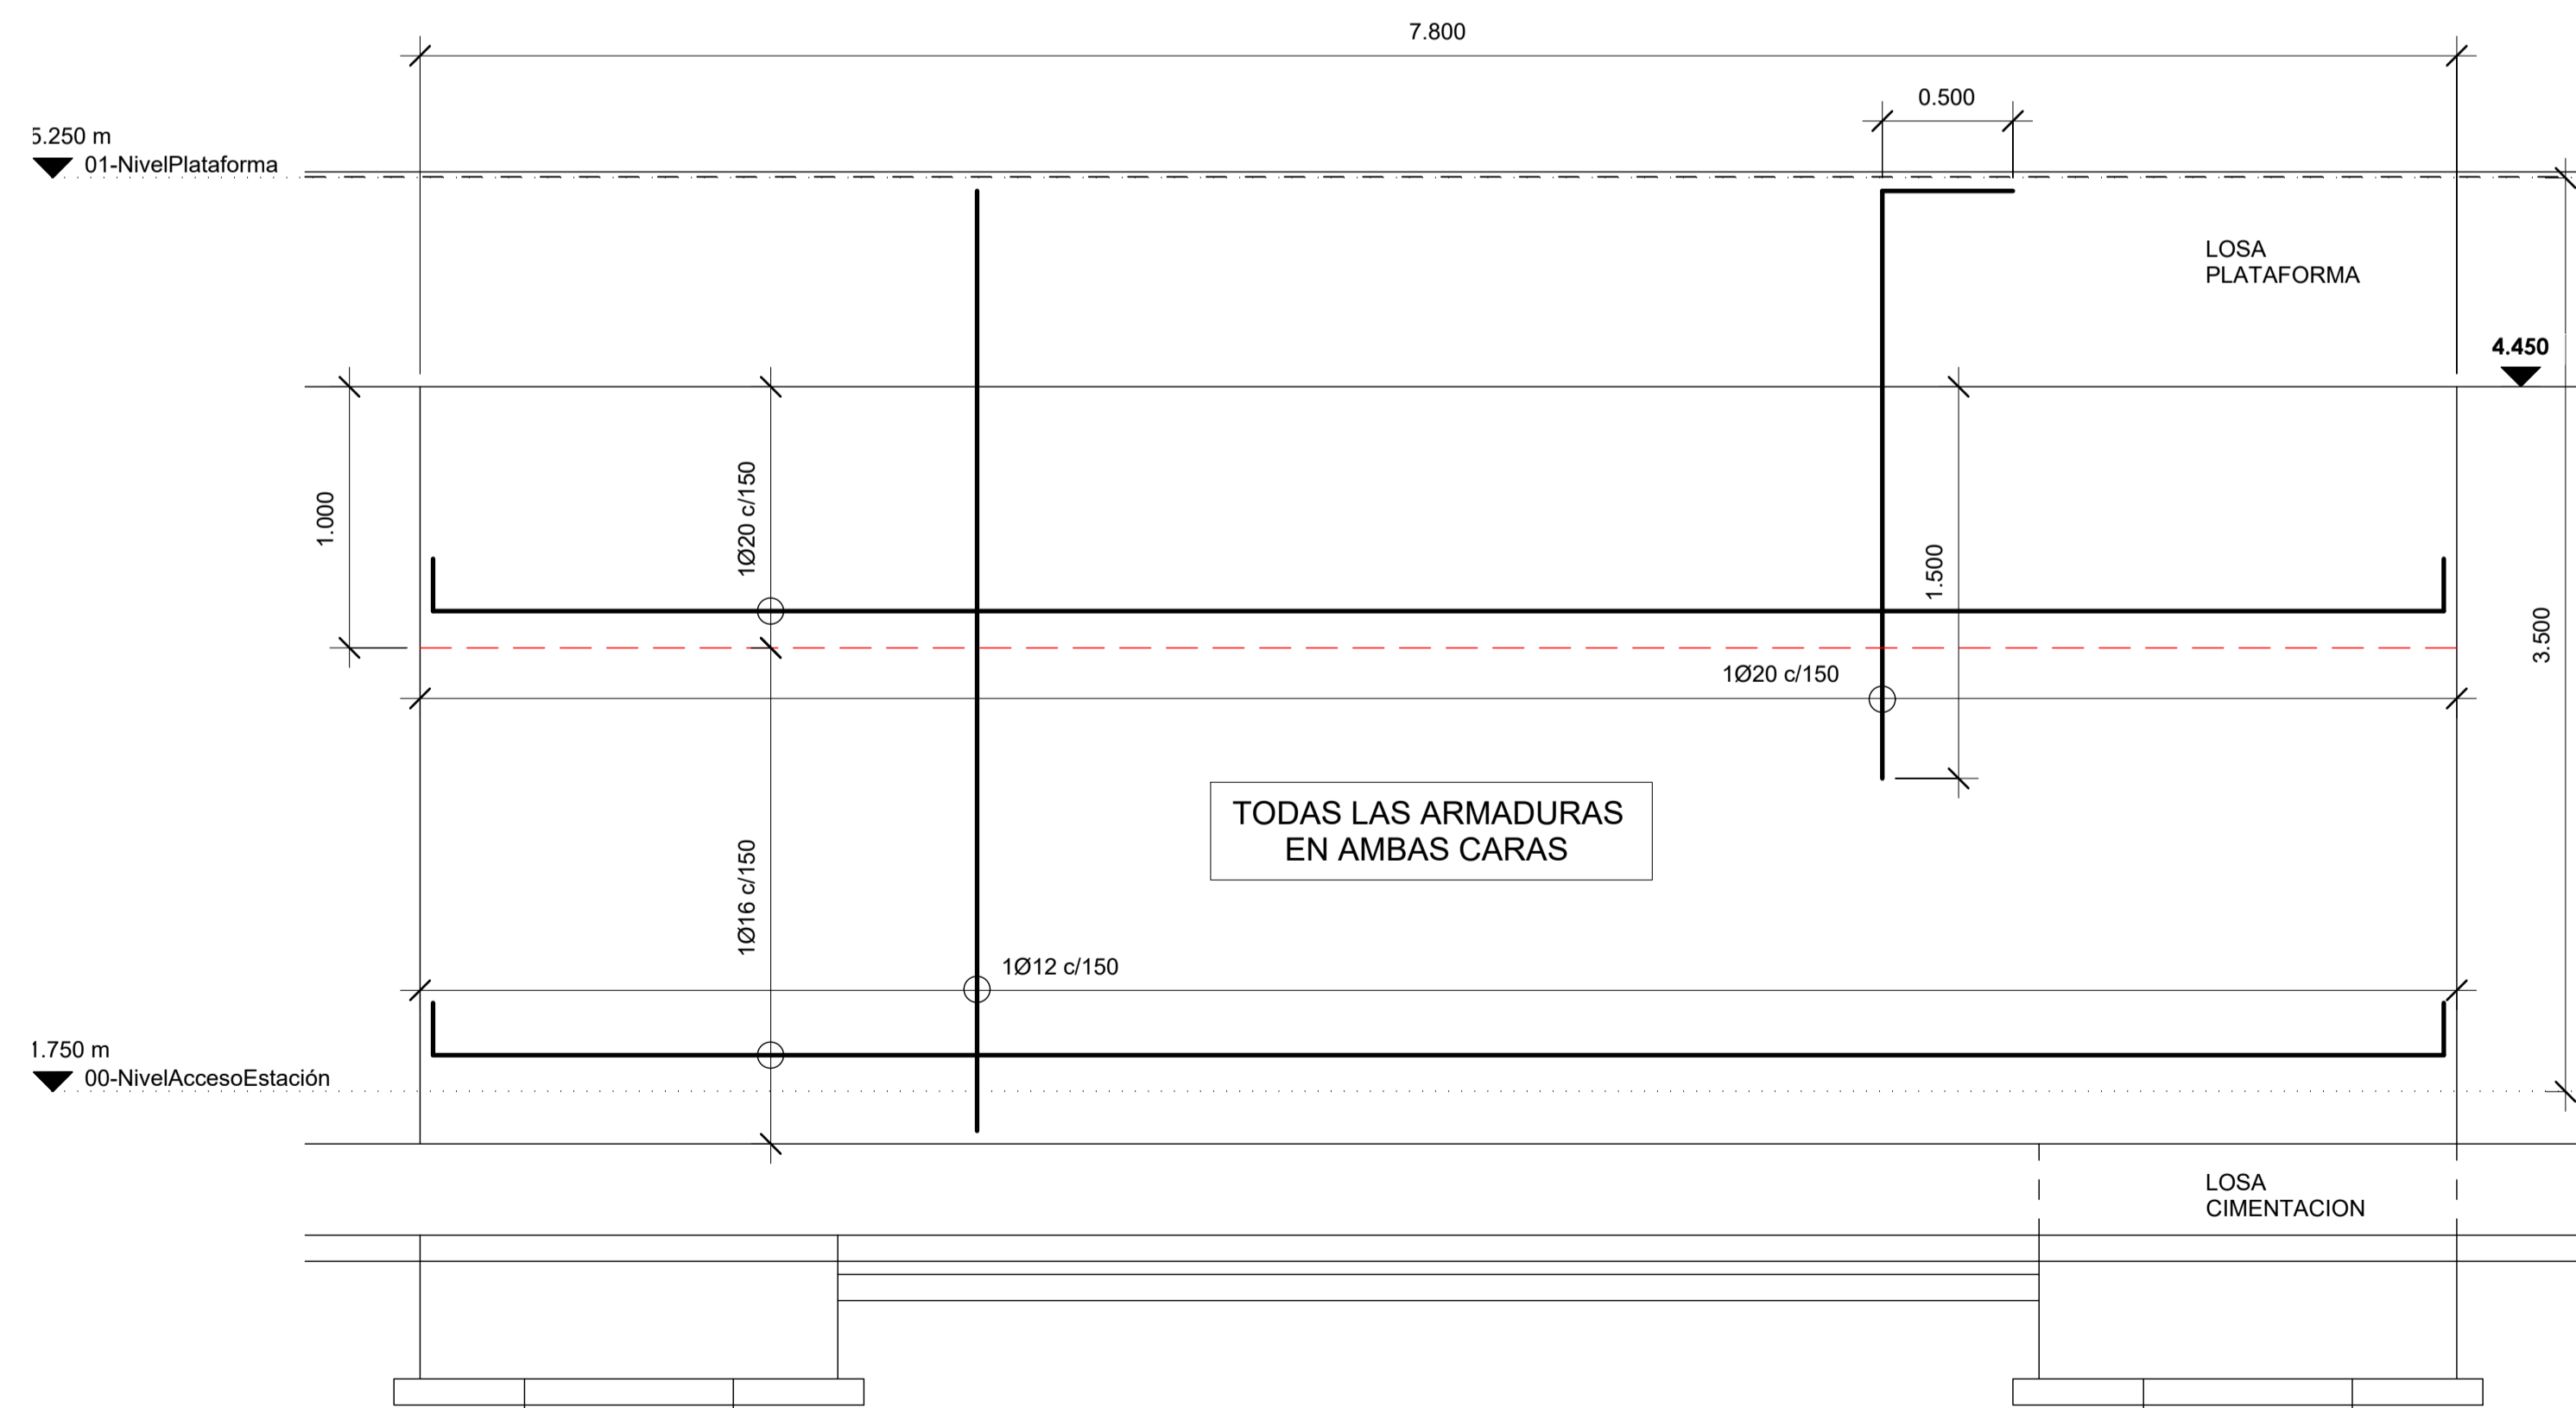 7.800
0.500
5.250 m
01-NivelPlataforma
LOSA
PLATAFORMA
4.450
1.000
1Ø20 c/150
1.500
3.500
1Ø20 c/150
TODAS LAS ARMADURAS
EN AMBAS CARAS
1Ø16 c/150
1Ø12 c/150
1.750 m
00-NivelAccesoEstación
LOSA
CIMENTACION